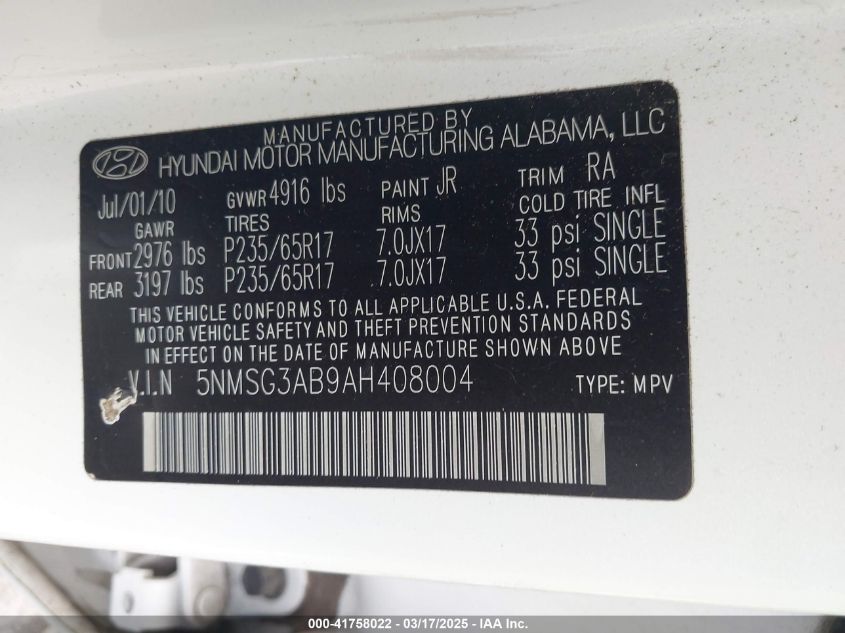 MANUFACTURED BY
HYUNDAI MOTOR MANUFACTURING ALABAMA, LLC
Jul/01/10 GVWR 4916 lbs PAINT JR TRIM RA
GAWR TIRES RIMS COLD TIRE INFL
FRONT 2976 lbs P235/65R17 7.0JX17 33 psi SINGLE
REAR 3197 lbs P235/65R17 7.0JX17 33 psi SINGLE
THIS VEHICLE CONFORMS TO ALL APPLICABLE U.S.A. FEDERAL
MOTOR VEHICLE SAFETY AND THEFT PREVENTION STANDARDS
IN EFFECT ON THE DATE OF MANUFACTURE SHOWN ABOVE
V.I.N 5NMSG3AB9AH408004 TYPE: MPV
000-41758022 — 03/17/2025 — IAA Inc.